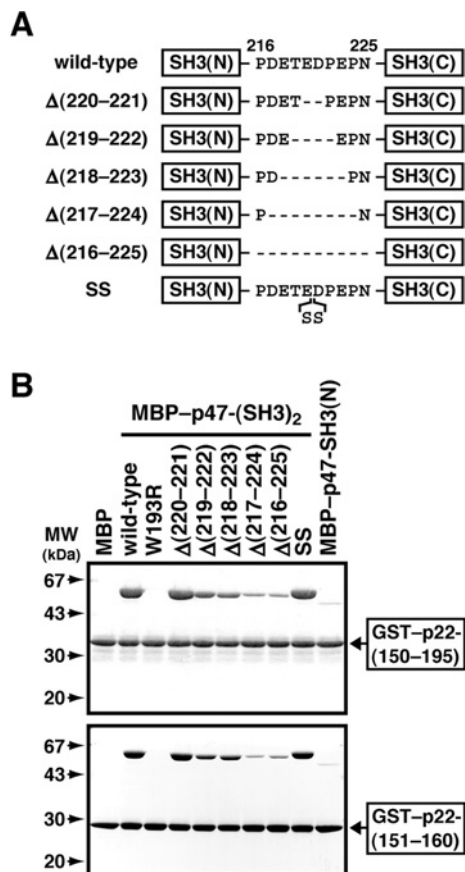 A
216 225
wild-type SH3(N) PDETEDPEPN SH3(C)
Δ(220–221) SH3(N) PDET--PEPN SH3(C)
Δ(219–222) SH3(N) PDE----EPN SH3(C)
Δ(218–223) SH3(N) PD------PN SH3(C)
Δ(217–224) SH3(N) P--------N SH3(C)
Δ(216–225) SH3(N) ---------- SH3(C)
SS SH3(N) PDETEDPEPN SH3(C)
SS
B
MBP–p47-(SH3)2
MW
(kDa)
MBP
wild-type
W193R
Δ(220–221)
Δ(219–222)
Δ(218–223)
Δ(217–224)
Δ(216–225)
SS
MBP–p47-SH3(N)
67
43
30
20
GST–p22-
(150–195)
67
43
30
20
GST–p22-
(151–160)